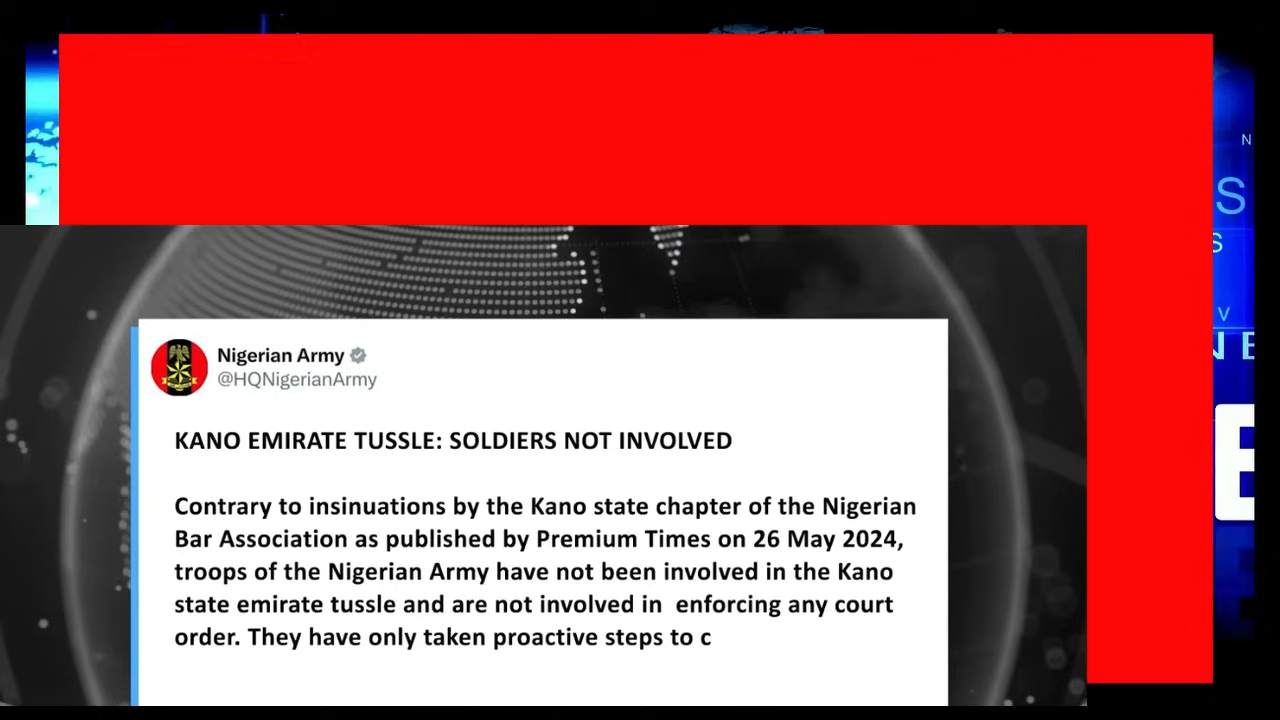 Nigerian Army
@HQNigerianArmy
KANO EMIRATE TUSSLE: SOLDIERS NOT INVOLVED
Contrary to insinuations by the Kano state chapter of the Nigerian
Bar Association as published by Premium Times on 26 May 2024,
troops of the Nigerian Army have not been involved in the Kano
state emirate tussle and are not involved in enforcing any court
order. They have only taken proactive steps to c
N
S
S
V
NE
E